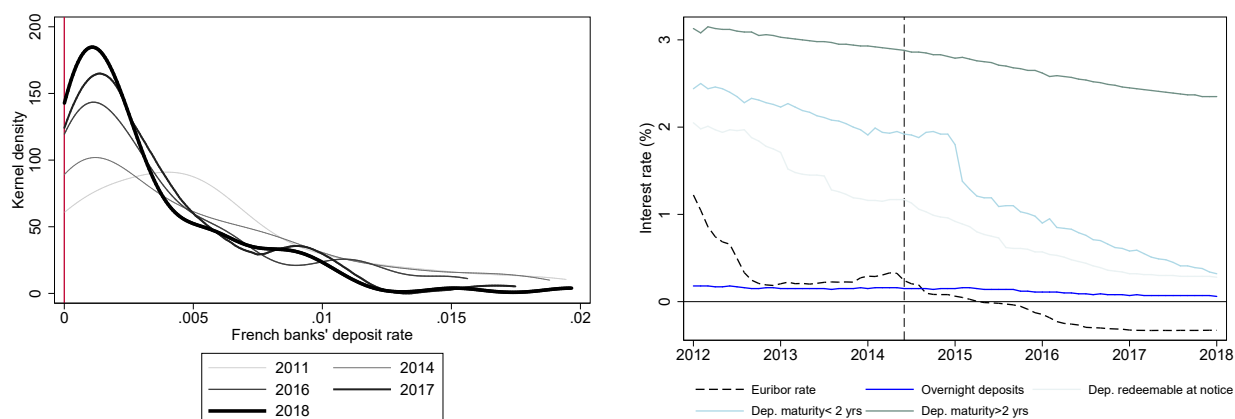 Kernel density
200
150
100
50
0
0 .005 .01 .015 .02
French banks' deposit rate
2011 2014
2016 2017
2018
Interest rate (%)
3
2
1
0
2012 2013 2014 2015 2016 2017 2018
Euribor rate Overnight deposits Dep. redeemable at notice
Dep. maturity< 2 yrs Dep. maturity>2 yrs